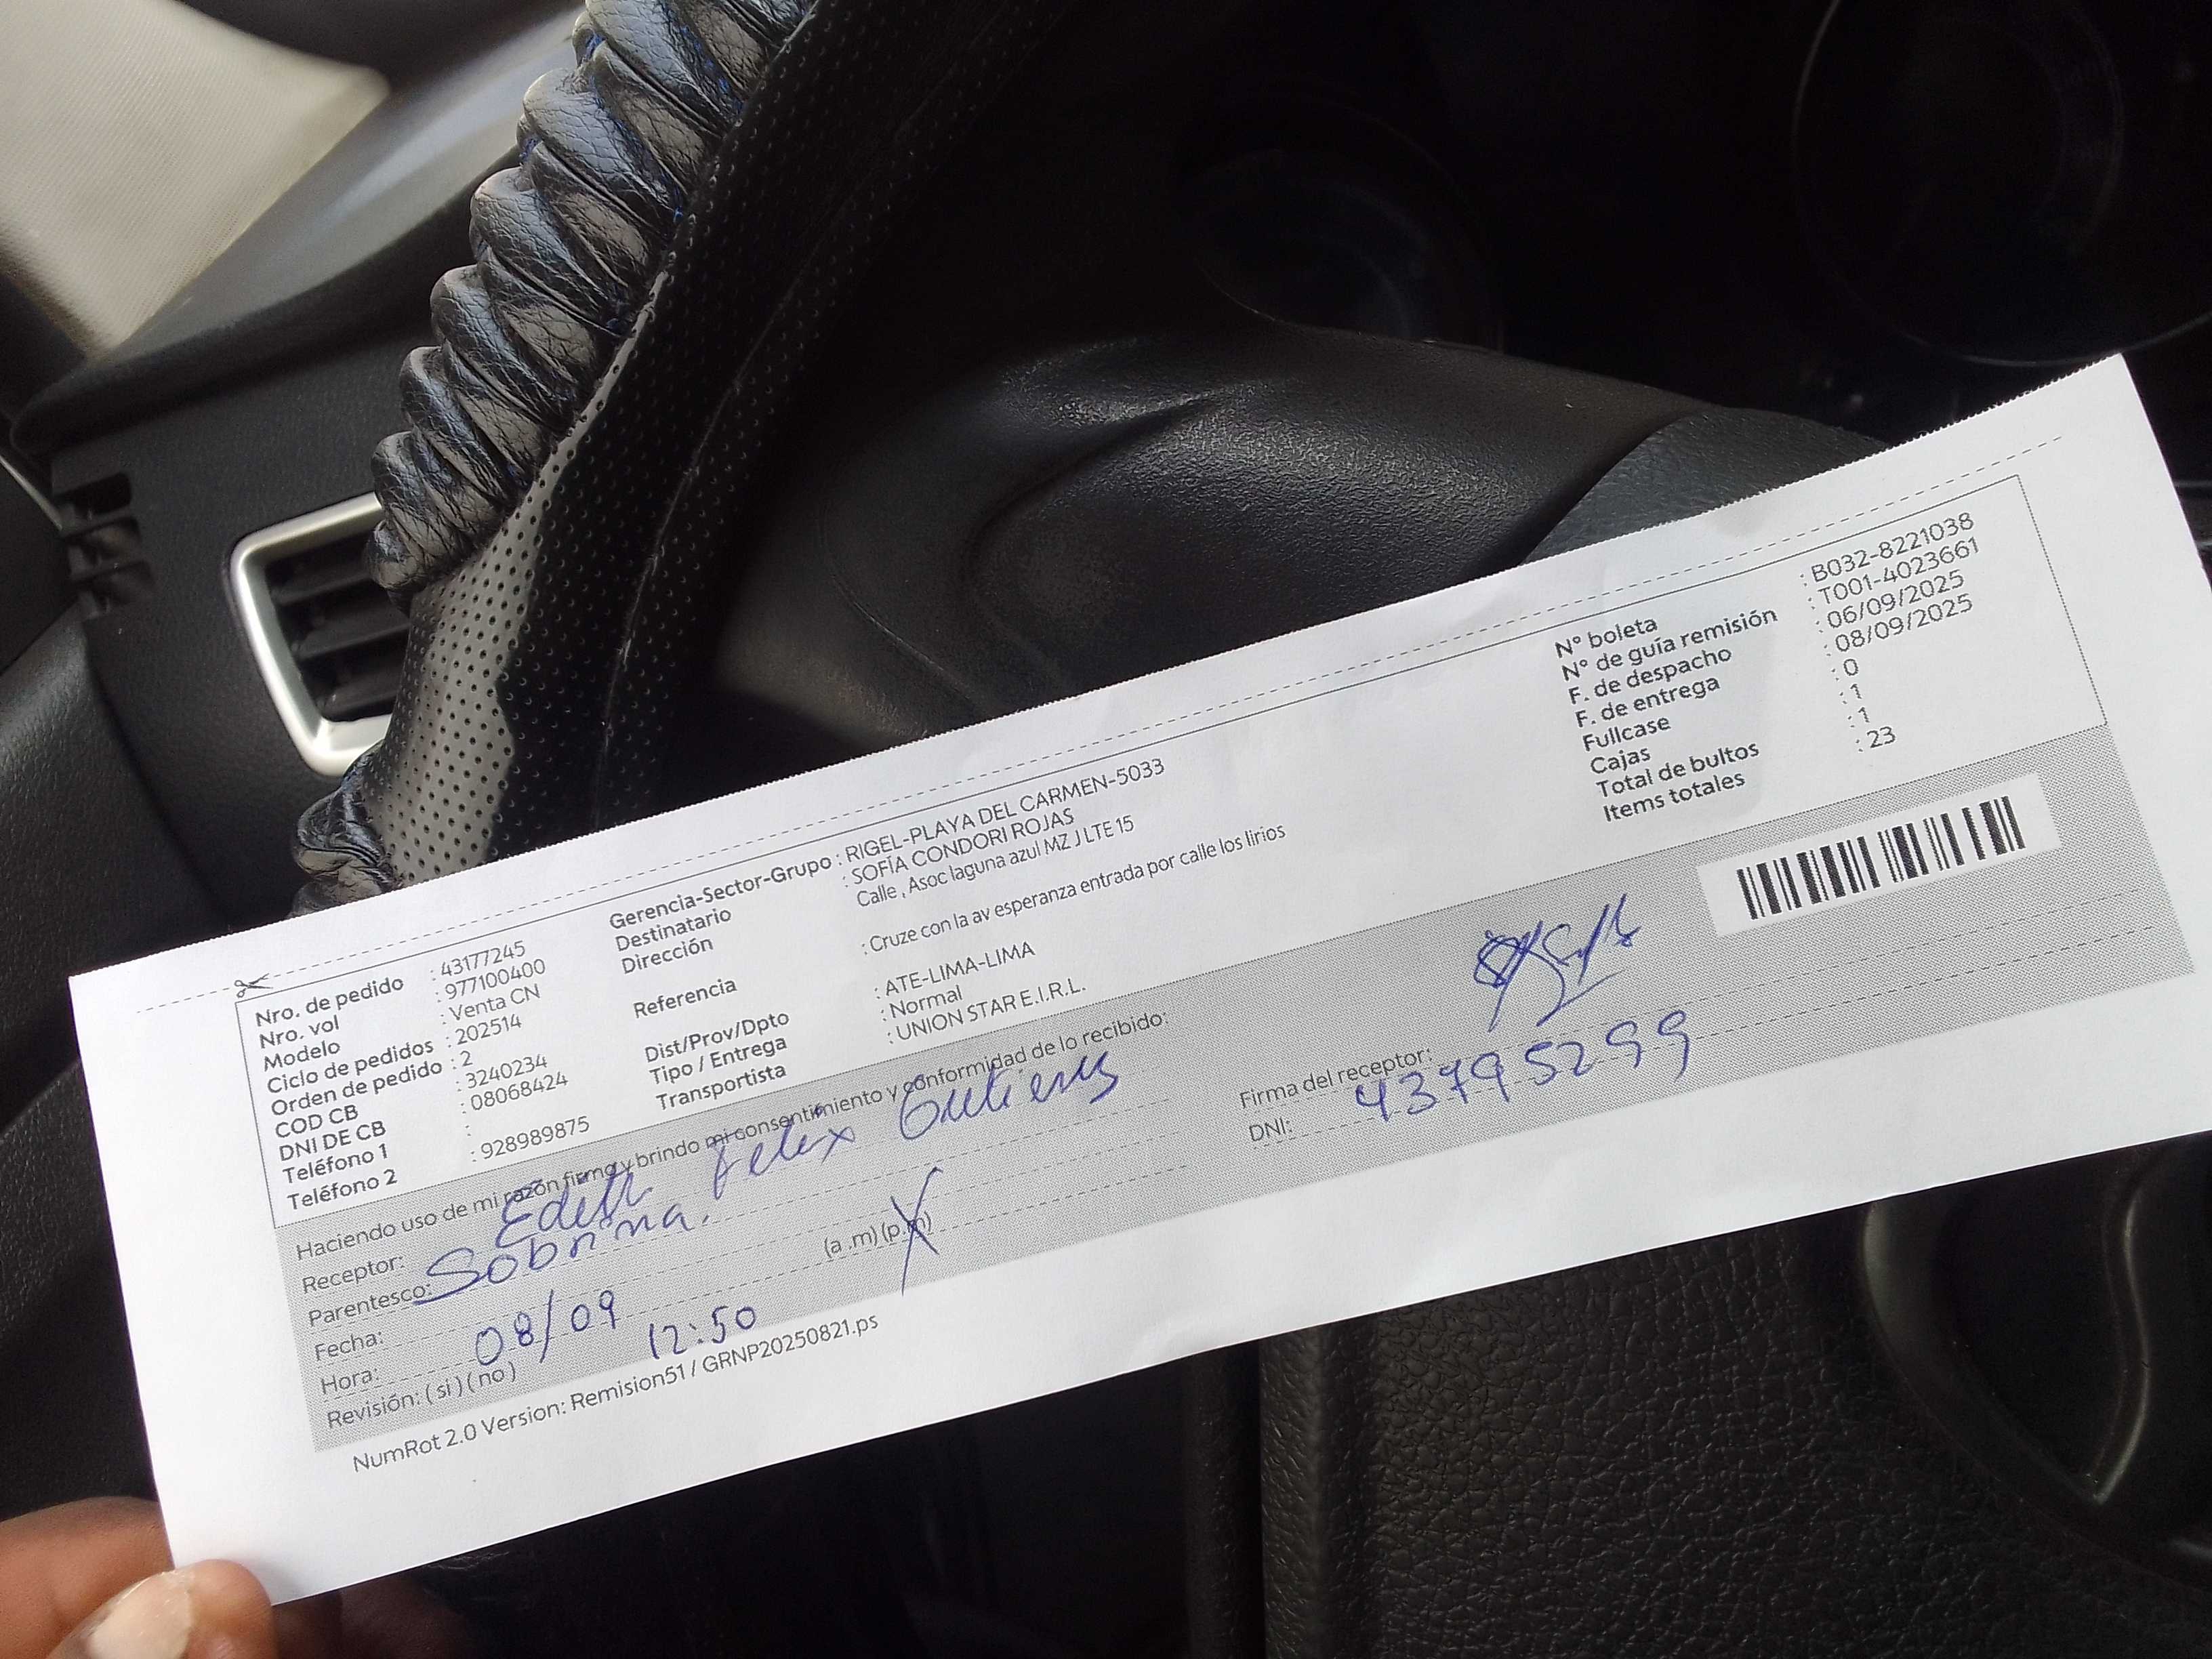 Nro. de pedido : 43177245
Nro. vol : 977100400
Modelo : Venta CN
Ciclo de pedidos : 202514
Orden de pedido : 2
COD CB : 3240234
DNI DE CB : 08068424
Teléfono 1 :
Teléfono 2 : 928989875
Gerencia-Sector-Grupo : RIGEL-PLAYA DEL CARMEN-5033
Destinatario : SOFÍA CONDORI ROJAS
Dirección Calle , Asoc laguna azul MZ J LTE 15
Referencia : Cruze con la av esperanza entrada por calle los lirios
Dist/Prov/Dpto : ATE-LIMA-LIMA
Tipo / Entrega : Normal
Transportista : UNION STAR E.I.R.L.
N° boleta : B032-8221038
N° de guía remisión : T001-4023661
F. de despacho : 06/09/2025
F. de entrega : 08/09/2025
Fullcase : 0
Cajas : 1
Total de bultos : 1
Items totales : 23
Haciendo uso de mi razón firmo y brindo mi consentimiento y conformidad de lo recibido:
Receptor: Edith Felix
Parentesco: Sobrina.
Fecha: 08/09
Hora: 12:50 (a .m) (p.m)
Revisión: ( si ) ( no )
Firma del receptor:
DNI: 43795299
NumRot 2.0 Version: Remision51 / GRNP20250821.ps